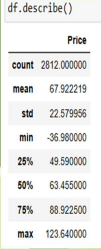 df.describe()
Price
count 2812.000000
mean 67.922219
std 22.579956
min -36.980000
25% 49.590000
50% 63.455000
75% 88.922500
max 123.640000